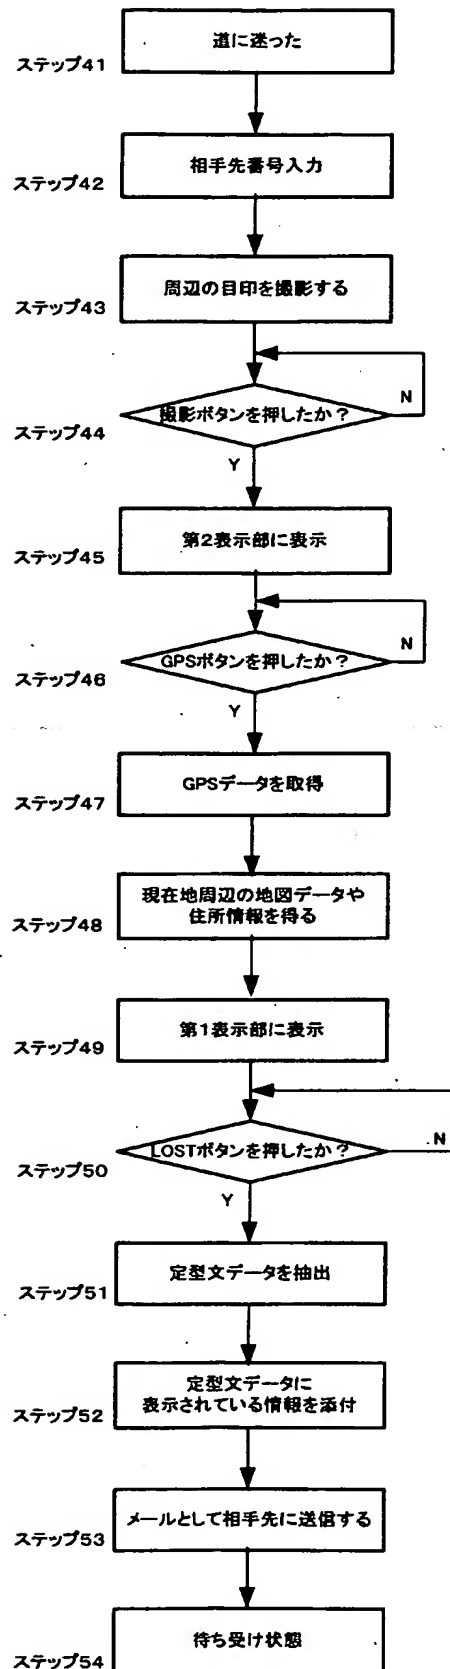 道に迷った
ステップ41
相手先番号入力
ステップ42
周辺の目印を撮影する
ステップ43
N
撮影ボタンを押したか？
ステップ44
Y
第2表示部に表示
ステップ45
N
GPSボタンを押したか？
ステップ46
Y
GPSデータを取得
ステップ47
現在地周辺の地図データや
住所情報を得る
ステップ48
第1表示部に表示
ステップ49
N
LOSTボタンを押したか？
ステップ50
Y
定型文データを抽出
ステップ51
定型文データに
表示されている情報を添付
ステップ52
メールとして相手先に送信する
ステップ53
待ち受け状態
ステップ54